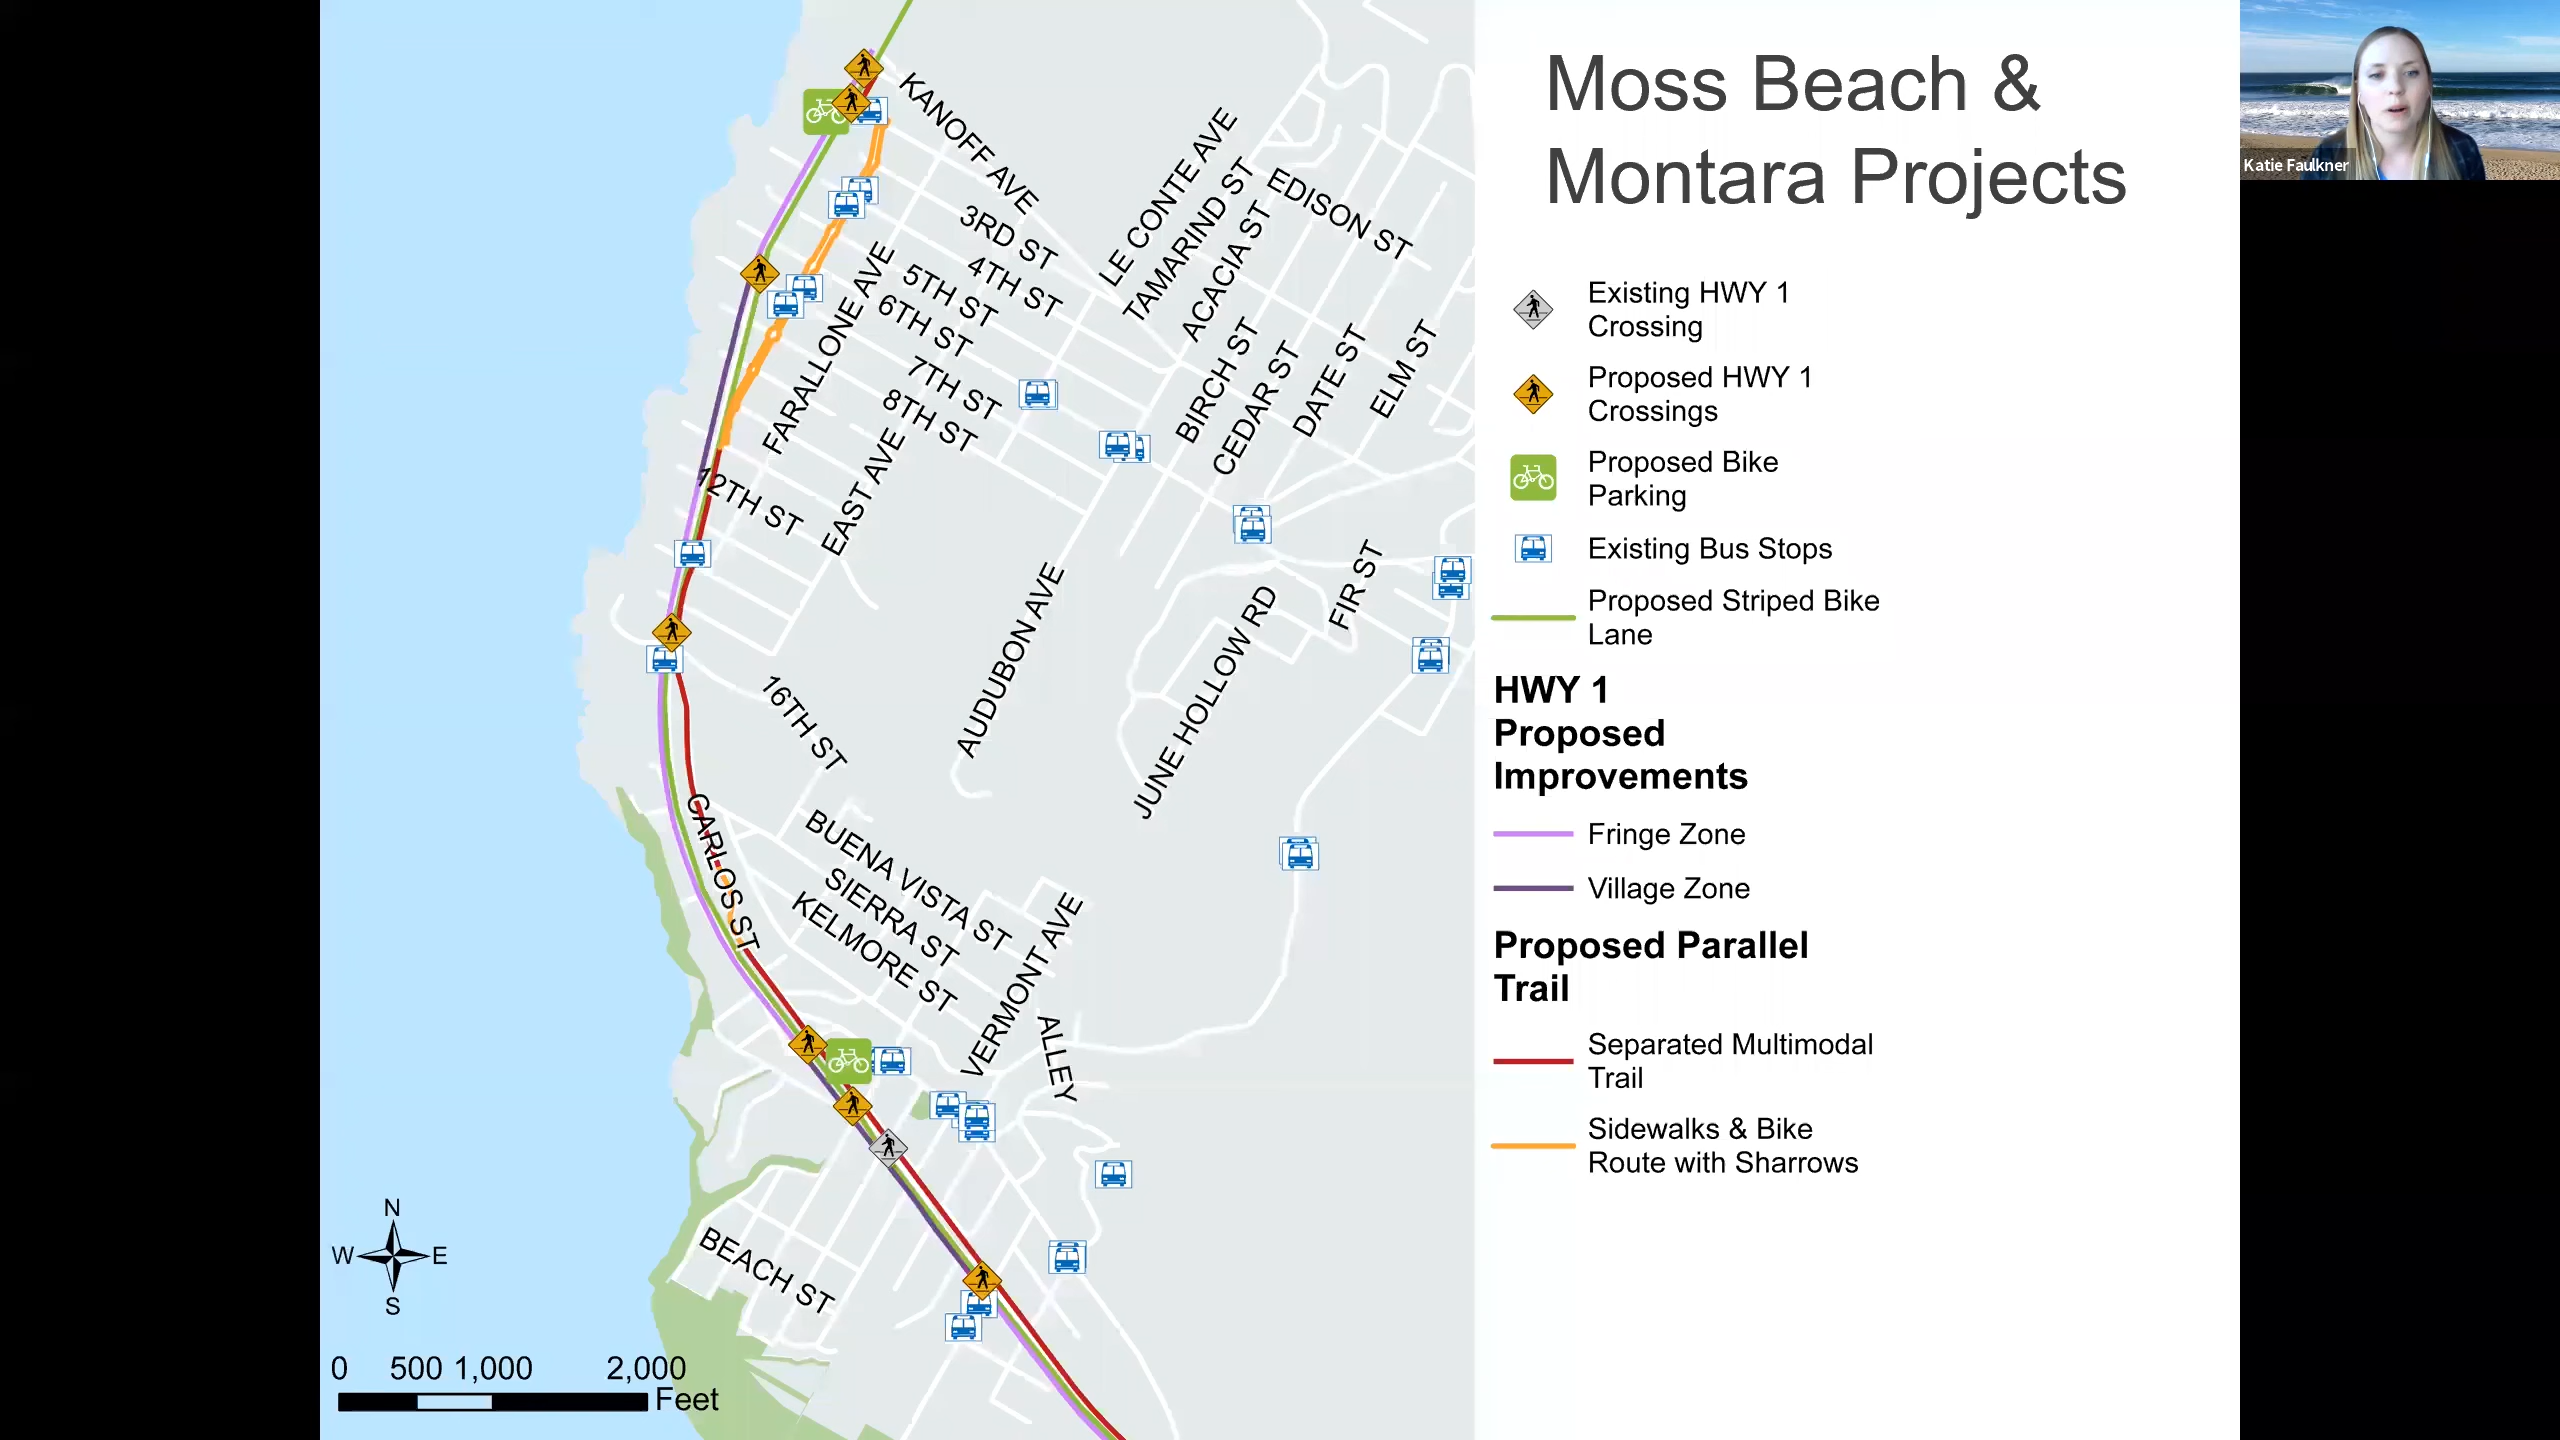 Moss Beach &
Montara Projects
Katie Faulkner
Existing HWY 1
Crossing
Proposed HWY 1
Crossings
Proposed Bike
Parking
Existing Bus Stops
Proposed Striped Bike
Lane
HWY 1
Proposed
Improvements
Fringe Zone
Village Zone
Proposed Parallel
Trail
Separated Multimodal
Trail
Sidewalks & Bike
Route with Sharrows
KANOFF AVE
3RD ST
4TH ST
5TH ST
6TH ST
7TH ST
8TH ST
FARALLONE AVE
EAST AVE
12TH ST
LE CONTE AVE
TAMARIND ST
ACACIA ST
EDISON ST
BIRCH ST
CEDAR ST
DATE ST
ELM ST
FIR ST
JUNE HOLLOW RD
AUDUBON AVE
16TH ST
CARLOS ST
BUENA VISTA ST
SIERRA ST
KELMORE ST
VERMONT AVE
ALLEY
BEACH ST
N
W E
S
0 500 1,000 2,000
Feet